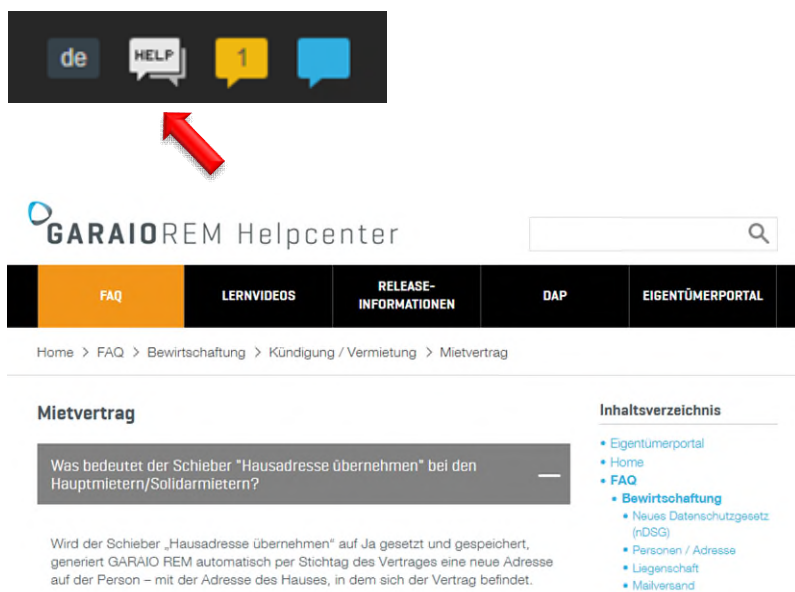 de HELP 1
GARAIOREM Helpcenter
FAQ
LERNVIDEOS
RELEASE-
INFORMATIONEN
DAP
EIGENTÜMERPORTAL
Home > FAQ > Bewirtschaftung > Kündigung / Vermietung > Mietvertrag
Mietvertrag
Was bedeutet der Schieber "Hausadresse übernehmen" bei den
Hauptmietern/Solidarmietern?
Wird der Schieber „Hausadresse übernehmen" auf Ja gesetzt und gespeichert,
generiert GARAIO REM automatisch per Stichtag des Vertrages eine neue Adresse
auf der Person – mit der Adresse des Hauses, in dem sich der Vertrag befindet.
Inhaltsverzeichnis
• Eigentümerportal
• Home
• FAQ
• Bewirtschaftung
• Neues Datenschutzgesetz
(nDSG)
• Personen / Adresse
• Liegenschaft
• Mailversand